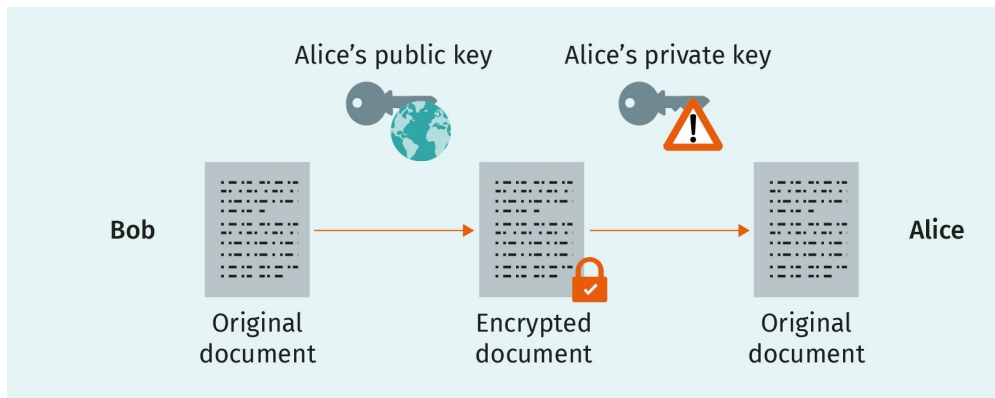 Alice’s public key
Alice’s private key
Bob
Alice
Original
document
Encrypted
document
Original
document